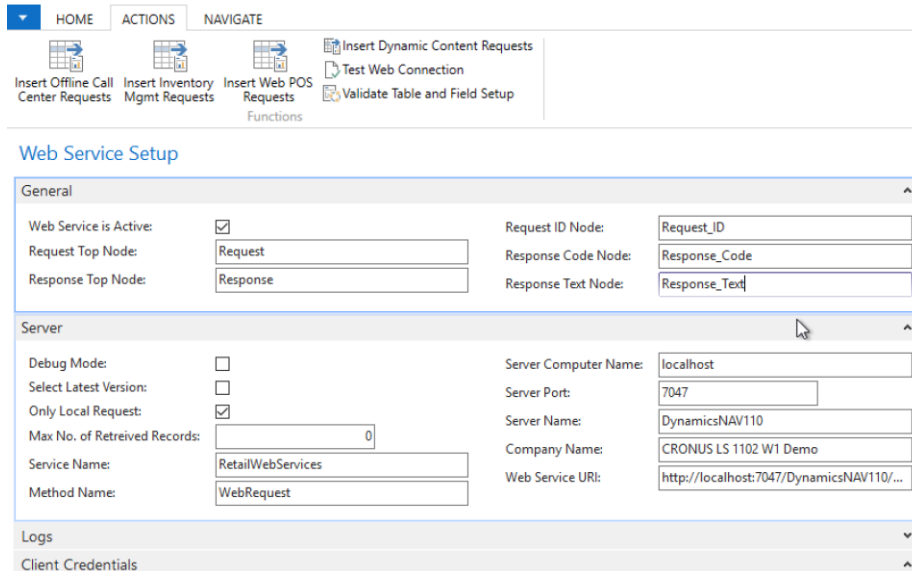 HOME ACTIONS NAVIGATE
Insert Offline Call Center Requests
Insert Inventory Mgmt Requests
Insert Web POS Requests
Insert Dynamic Content Requests
Test Web Connection
Validate Table and Field Setup
Functions
Web Service Setup
General
Web Service is Active:
Request Top Node: Request
Response Top Node: Response
Request ID Node: Request_ID
Response Code Node: Response_Code
Response Text Node: Response_Text
Server
Debug Mode:
Select Latest Version:
Only Local Request:
Max No. of Retreived Records: 0
Service Name: RetailWebServices
Method Name: WebRequest
Server Computer Name: localhost
Server Port: 7047
Server Name: DynamicsNAV110
Company Name: CRONUS LS 1102 W1 Demo
Web Service URI: http://localhost:7047/DynamicsNAV110/...
Logs
Client Credentials